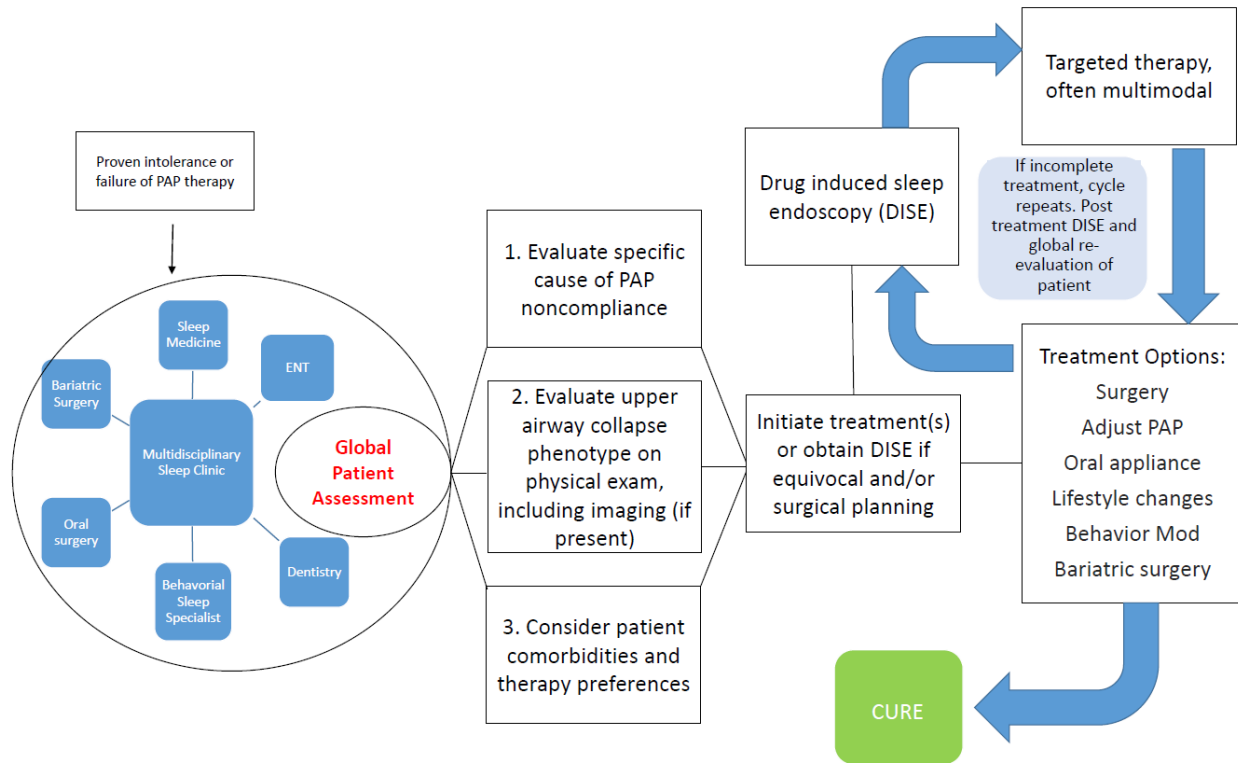 Proven intolerance or
failure of PAP therapy
Sleep
Medicine
ENT
Bariatric
Surgery
Multidisciplinary
Sleep Clinic
Oral
surgery
Behavorial
Sleep
Specialist
Dentistry
Global
Patient
Assessment
1. Evaluate specific
cause of PAP
noncompliance
2. Evaluate upper
airway collapse
phenotype on
physical exam,
including imaging (if
present)
3. Consider patient
comorbidities and
therapy preferences
Initiate treatment(s)
or obtain DISE if
equivocal and/or
surgical planning
Drug induced sleep
endoscopy (DISE)
Targeted therapy,
often multimodal
If incomplete
treatment, cycle
repeats. Post
treatment DISE and
global re-
evaluation of
patient
Treatment Options:
Surgery
Adjust PAP
Oral appliance
Lifestyle changes
Behavior Mod
Bariatric surgery
CURE